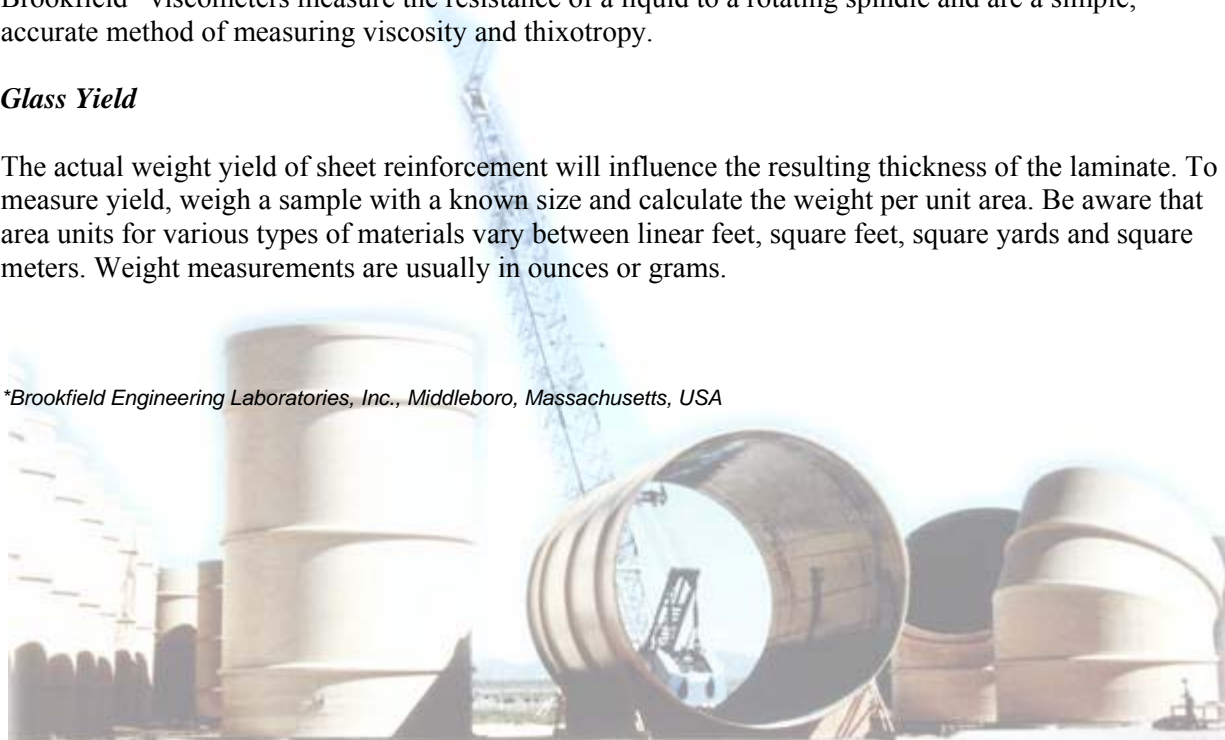 Brookfield* viscometers measure the resistance of a liquid to a rotating spindle and are a simple,
accurate method of measuring viscosity and thixotropy.
Glass Yield
The actual weight yield of sheet reinforcement will influence the resulting thickness of the laminate. To
measure yield, weigh a sample with a known size and calculate the weight per unit area. Be aware that
area units for various types of materials vary between linear feet, square feet, square yards and square
meters. Weight measurements are usually in ounces or grams.
*Brookfield Engineering Laboratories, Inc., Middleboro, Massachusetts, USA